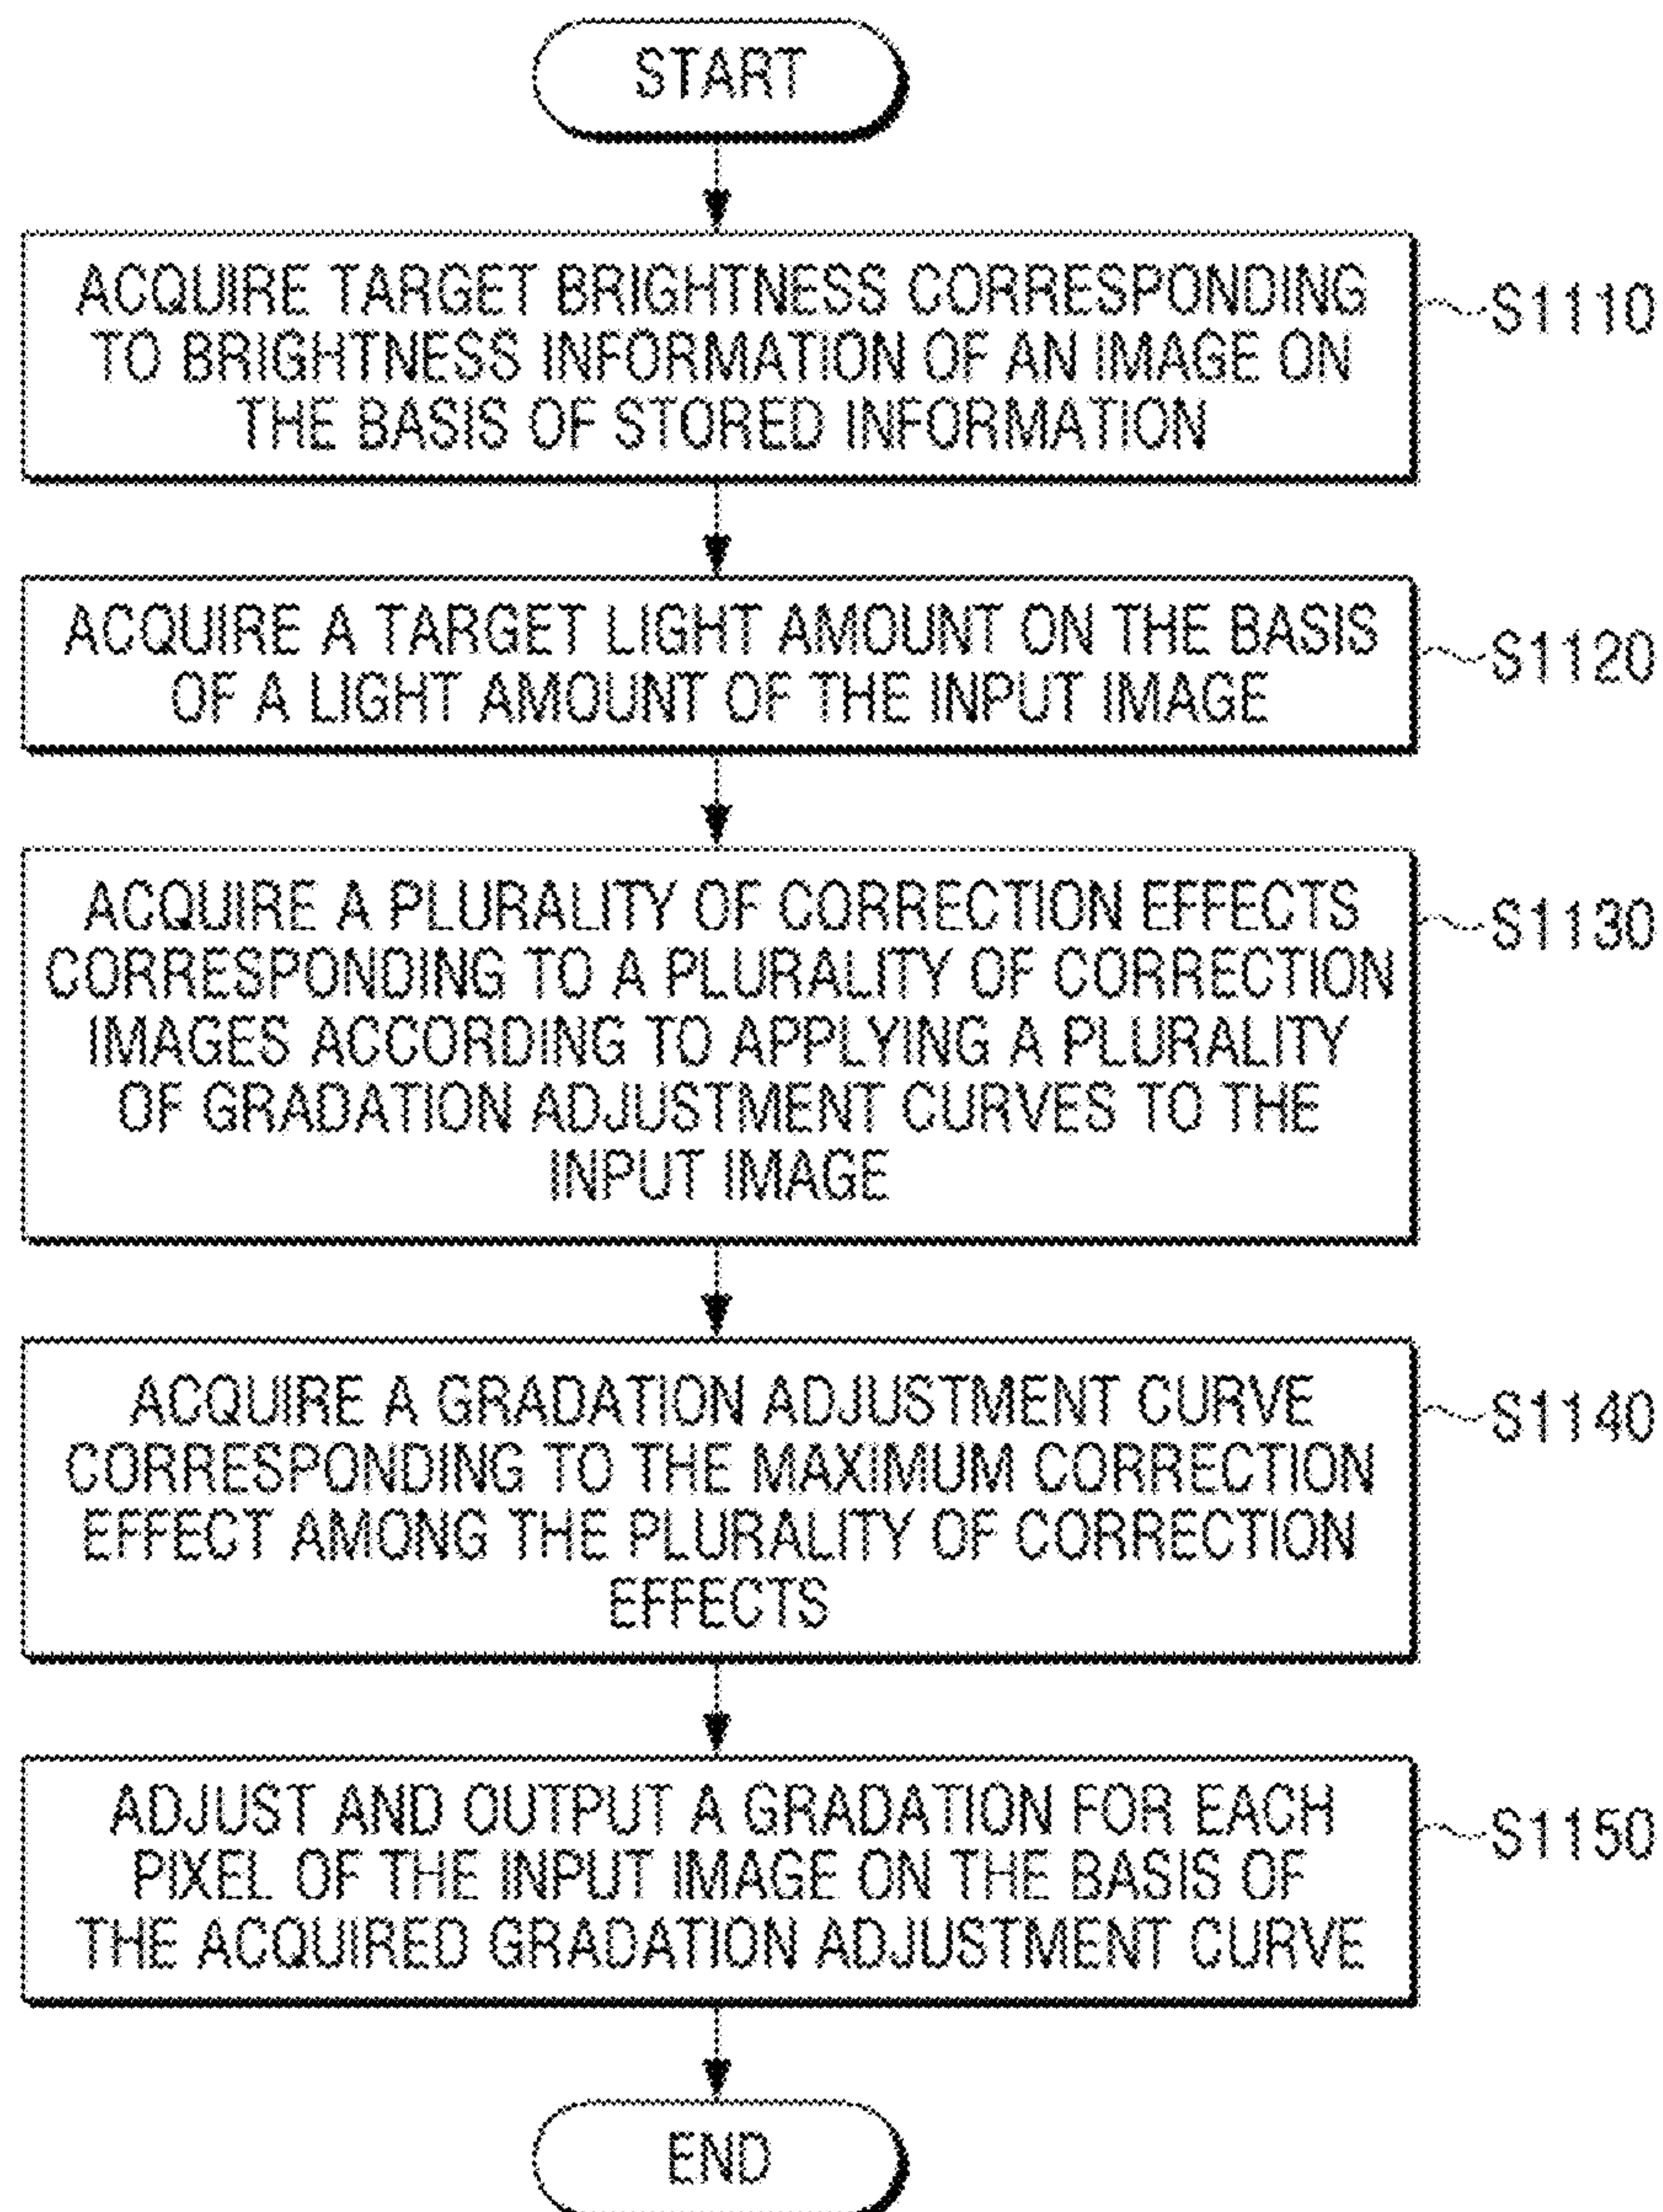 START
ACQUIRE TARGET BRIGHTNESS CORRESPONDING
TO BRIGHTNESS INFORMATION OF AN IMAGE ON
THE BASIS OF STORED INFORMATION
S1110
ACQUIRE A TARGET LIGHT AMOUNT ON THE BASIS
OF A LIGHT AMOUNT OF THE INPUT IMAGE
S1120
ACQUIRE A PLURALITY OF CORRECTION EFFECTS
CORRESPONDING TO A PLURALITY OF CORRECTION
IMAGES ACCORDING TO APPLYING A PLURALITY
OF GRADATION ADJUSTMENT CURVES TO THE
INPUT IMAGE
S1130
ACQUIRE A GRADATION ADJUSTMENT CURVE
CORRESPONDING TO THE MAXIMUM CORRECTION
EFFECT AMONG THE PLURALITY OF CORRECTION
EFFECTS
S1140
ADJUST AND OUTPUT A GRADATION FOR EACH
PIXEL OF THE INPUT IMAGE ON THE BASIS OF
THE ACQUIRED GRADATION ADJUSTMENT CURVE
S1150
END